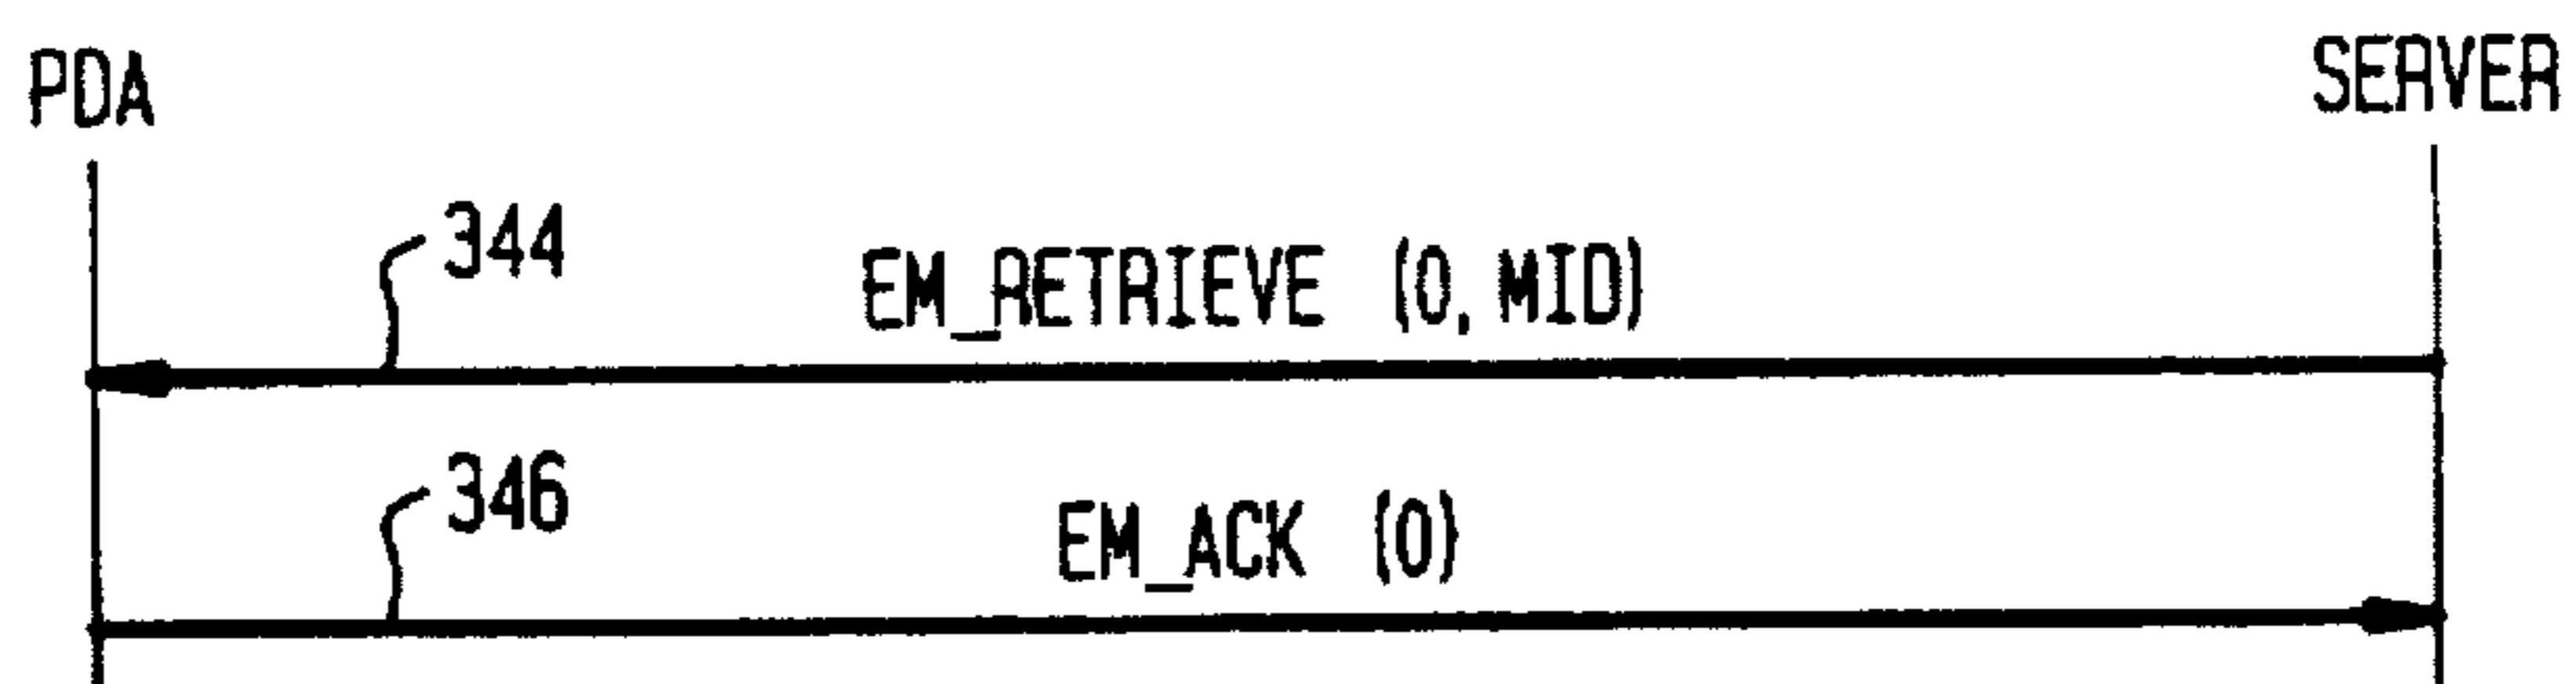 PDA SERVER
344
EM_RETRIEVE (0, MID)
346
EM_ACK (0)